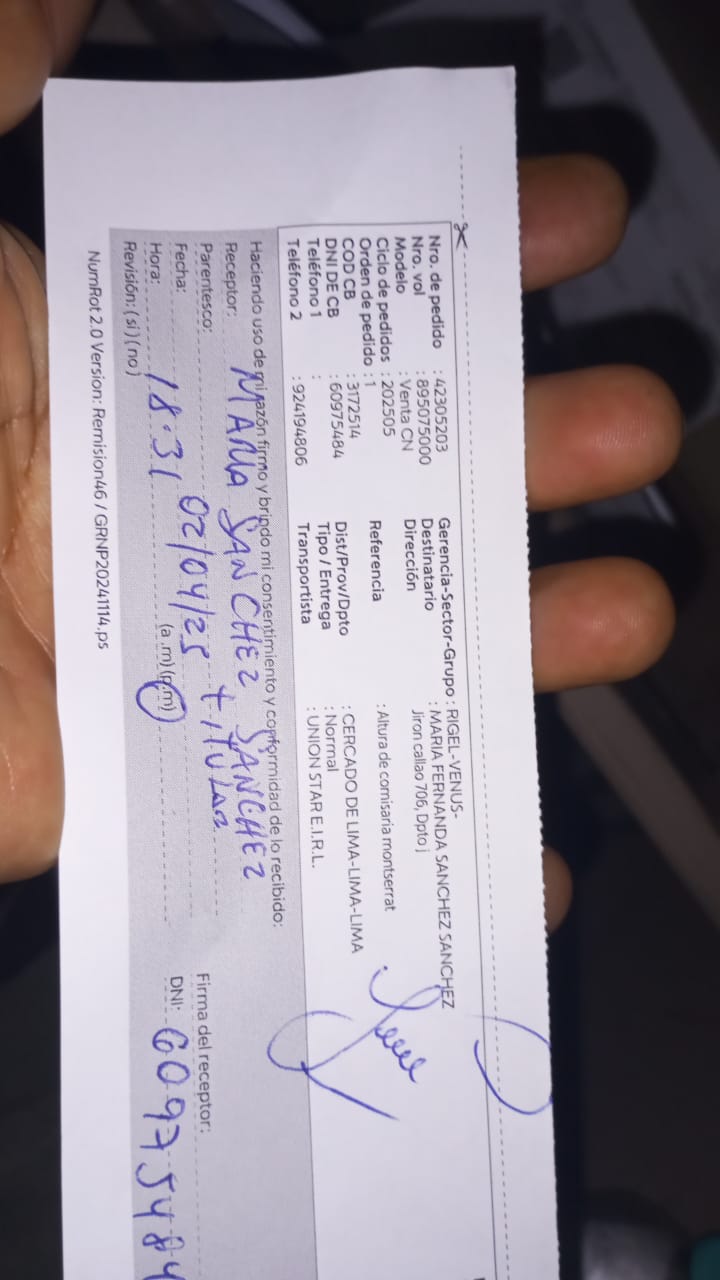 Nro. de pedido : 42305203 Gerencia-Sector-Grupo : RIGEL-VENUS-
Nro. vol : 895075000 Destinatario : MARIA FERNANDA SANCHEZ SANCHEZ
Modelo : Venta CN Dirección Jiron callao 706, Dpto j
Ciclo de pedidos : 202505
Orden de pedido : 1 Referencia : Altura de comisaria montserrat
COD CB : 3172514
DNI DE CB : 60975484 Dist/Prov/Dpto : CERCADO DE LIMA-LIMA-LIMA
Teléfono 1 : Tipo / Entrega : Normal
Teléfono 2 : 924194806 Transportista : UNION STAR E.I.R.L.
Haciendo uso de mi razón firmo y brindo mi consentimiento y conformidad de lo recibido:
Receptor: MARIA SANCHEZ SANCHEZ
Parentesco: titular Firma del receptor:
Fecha: 02/04/25 DNI: 60975484
Hora: 18:31 (a.m)(p.m)
Revisión: (si) (no)
NumRot 2.0 Version: Remision46 / GRNP20241114.ps